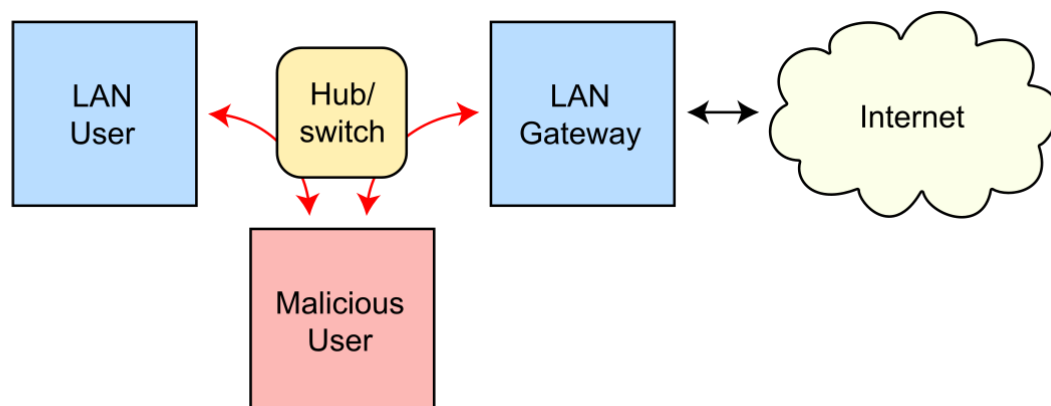 LAN
User
Hub/
switch
LAN
Gateway
Internet
Malicious
User